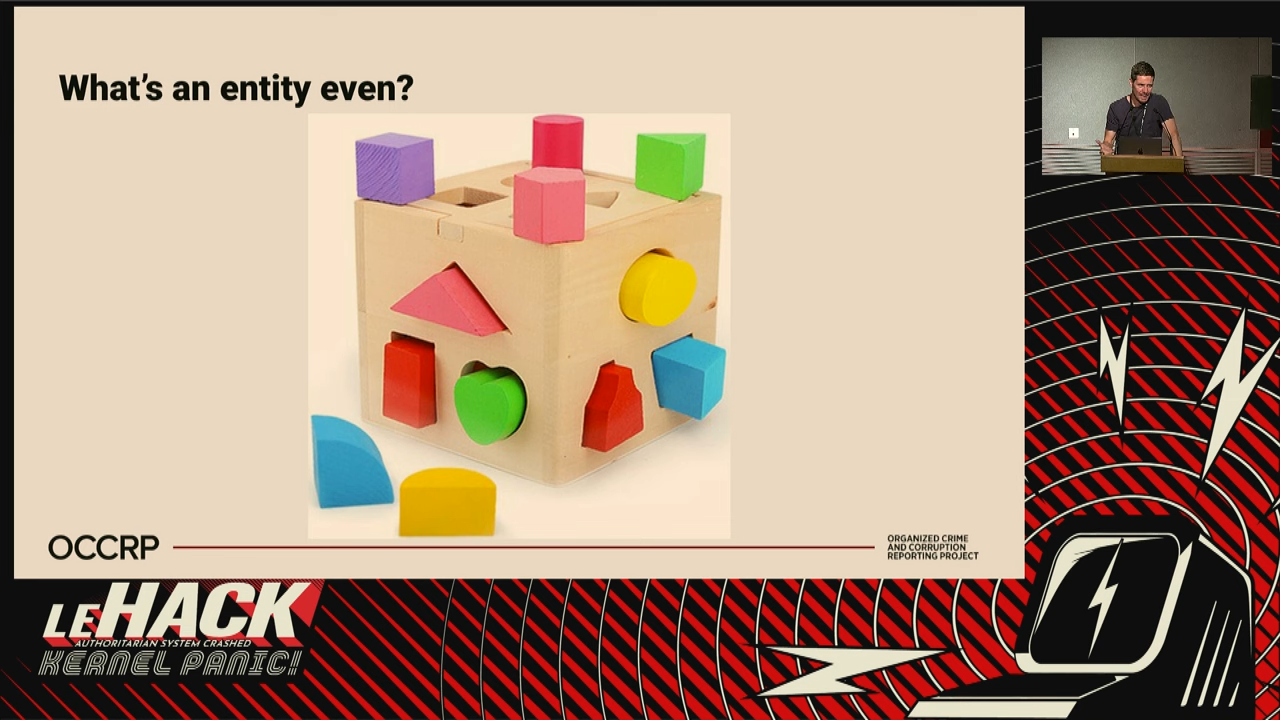 What's an entity even?
OCCRP
ORGANIZED CRIME
AND CORRUPTION
REPORTING PROJECT
LEHACK
AUTHORITARIAN SYSTEM CRASHED
KERNEL PANIC!